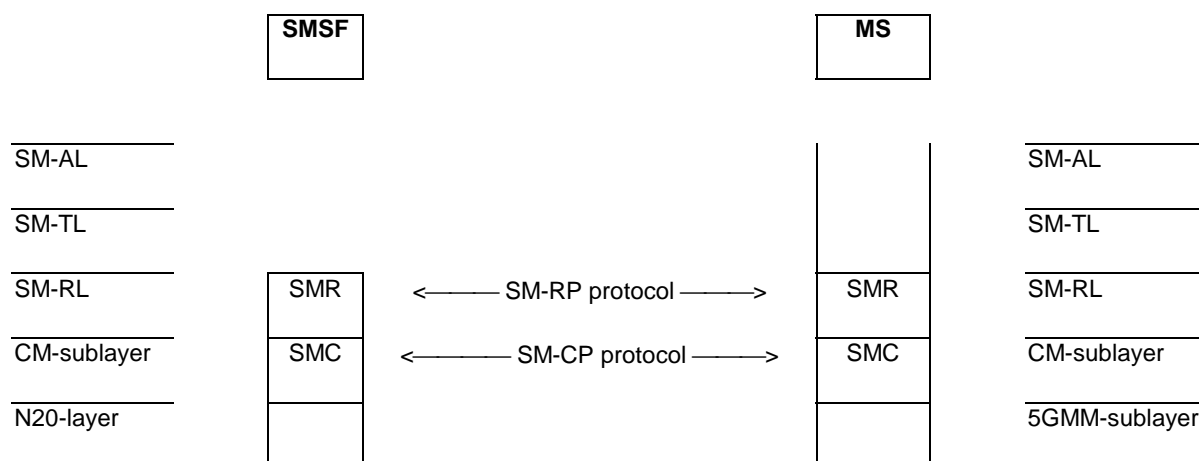 SMSF MS
SM-AL SM-AL
SM-TL SM-TL
SM-RL SMR <——— SM-RP protocol ———> SMR SM-RL
CM-sublayer SMC <——— SM-CP protocol ———> SMC CM-sublayer
N20-layer 5GMM-sublayer